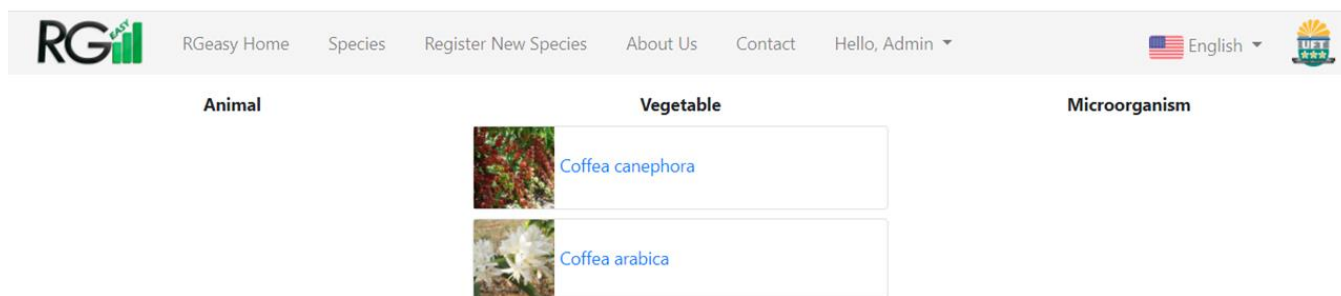 RG EASY RGeasy Home Species Register New Species About Us Contact Hello, Admin English UFT
Animal Vegetable Microorganism
Coffea canephora
Coffea arabica